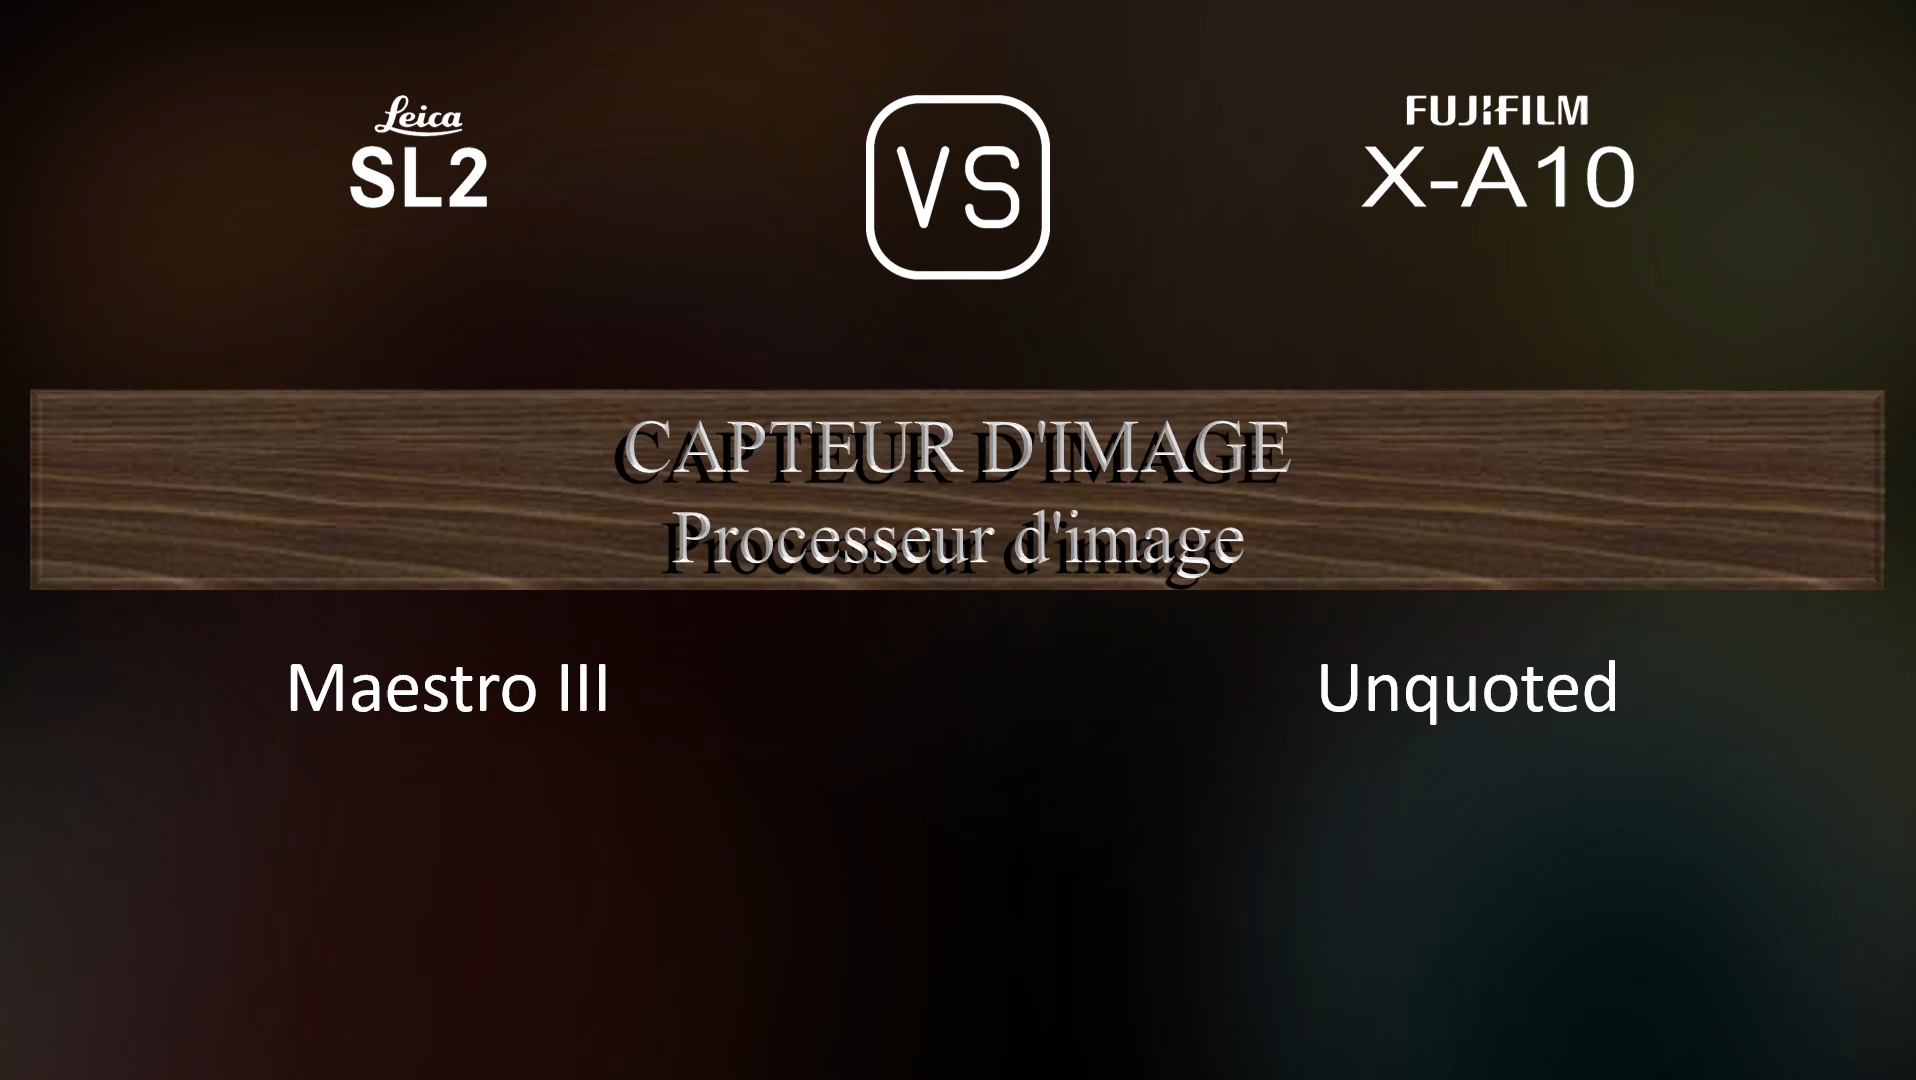 Leica
SL2
VS
FUJIFILM
X-A10
CAPTEUR D'IMAGE
Processeur d'image
Maestro III
Unquoted